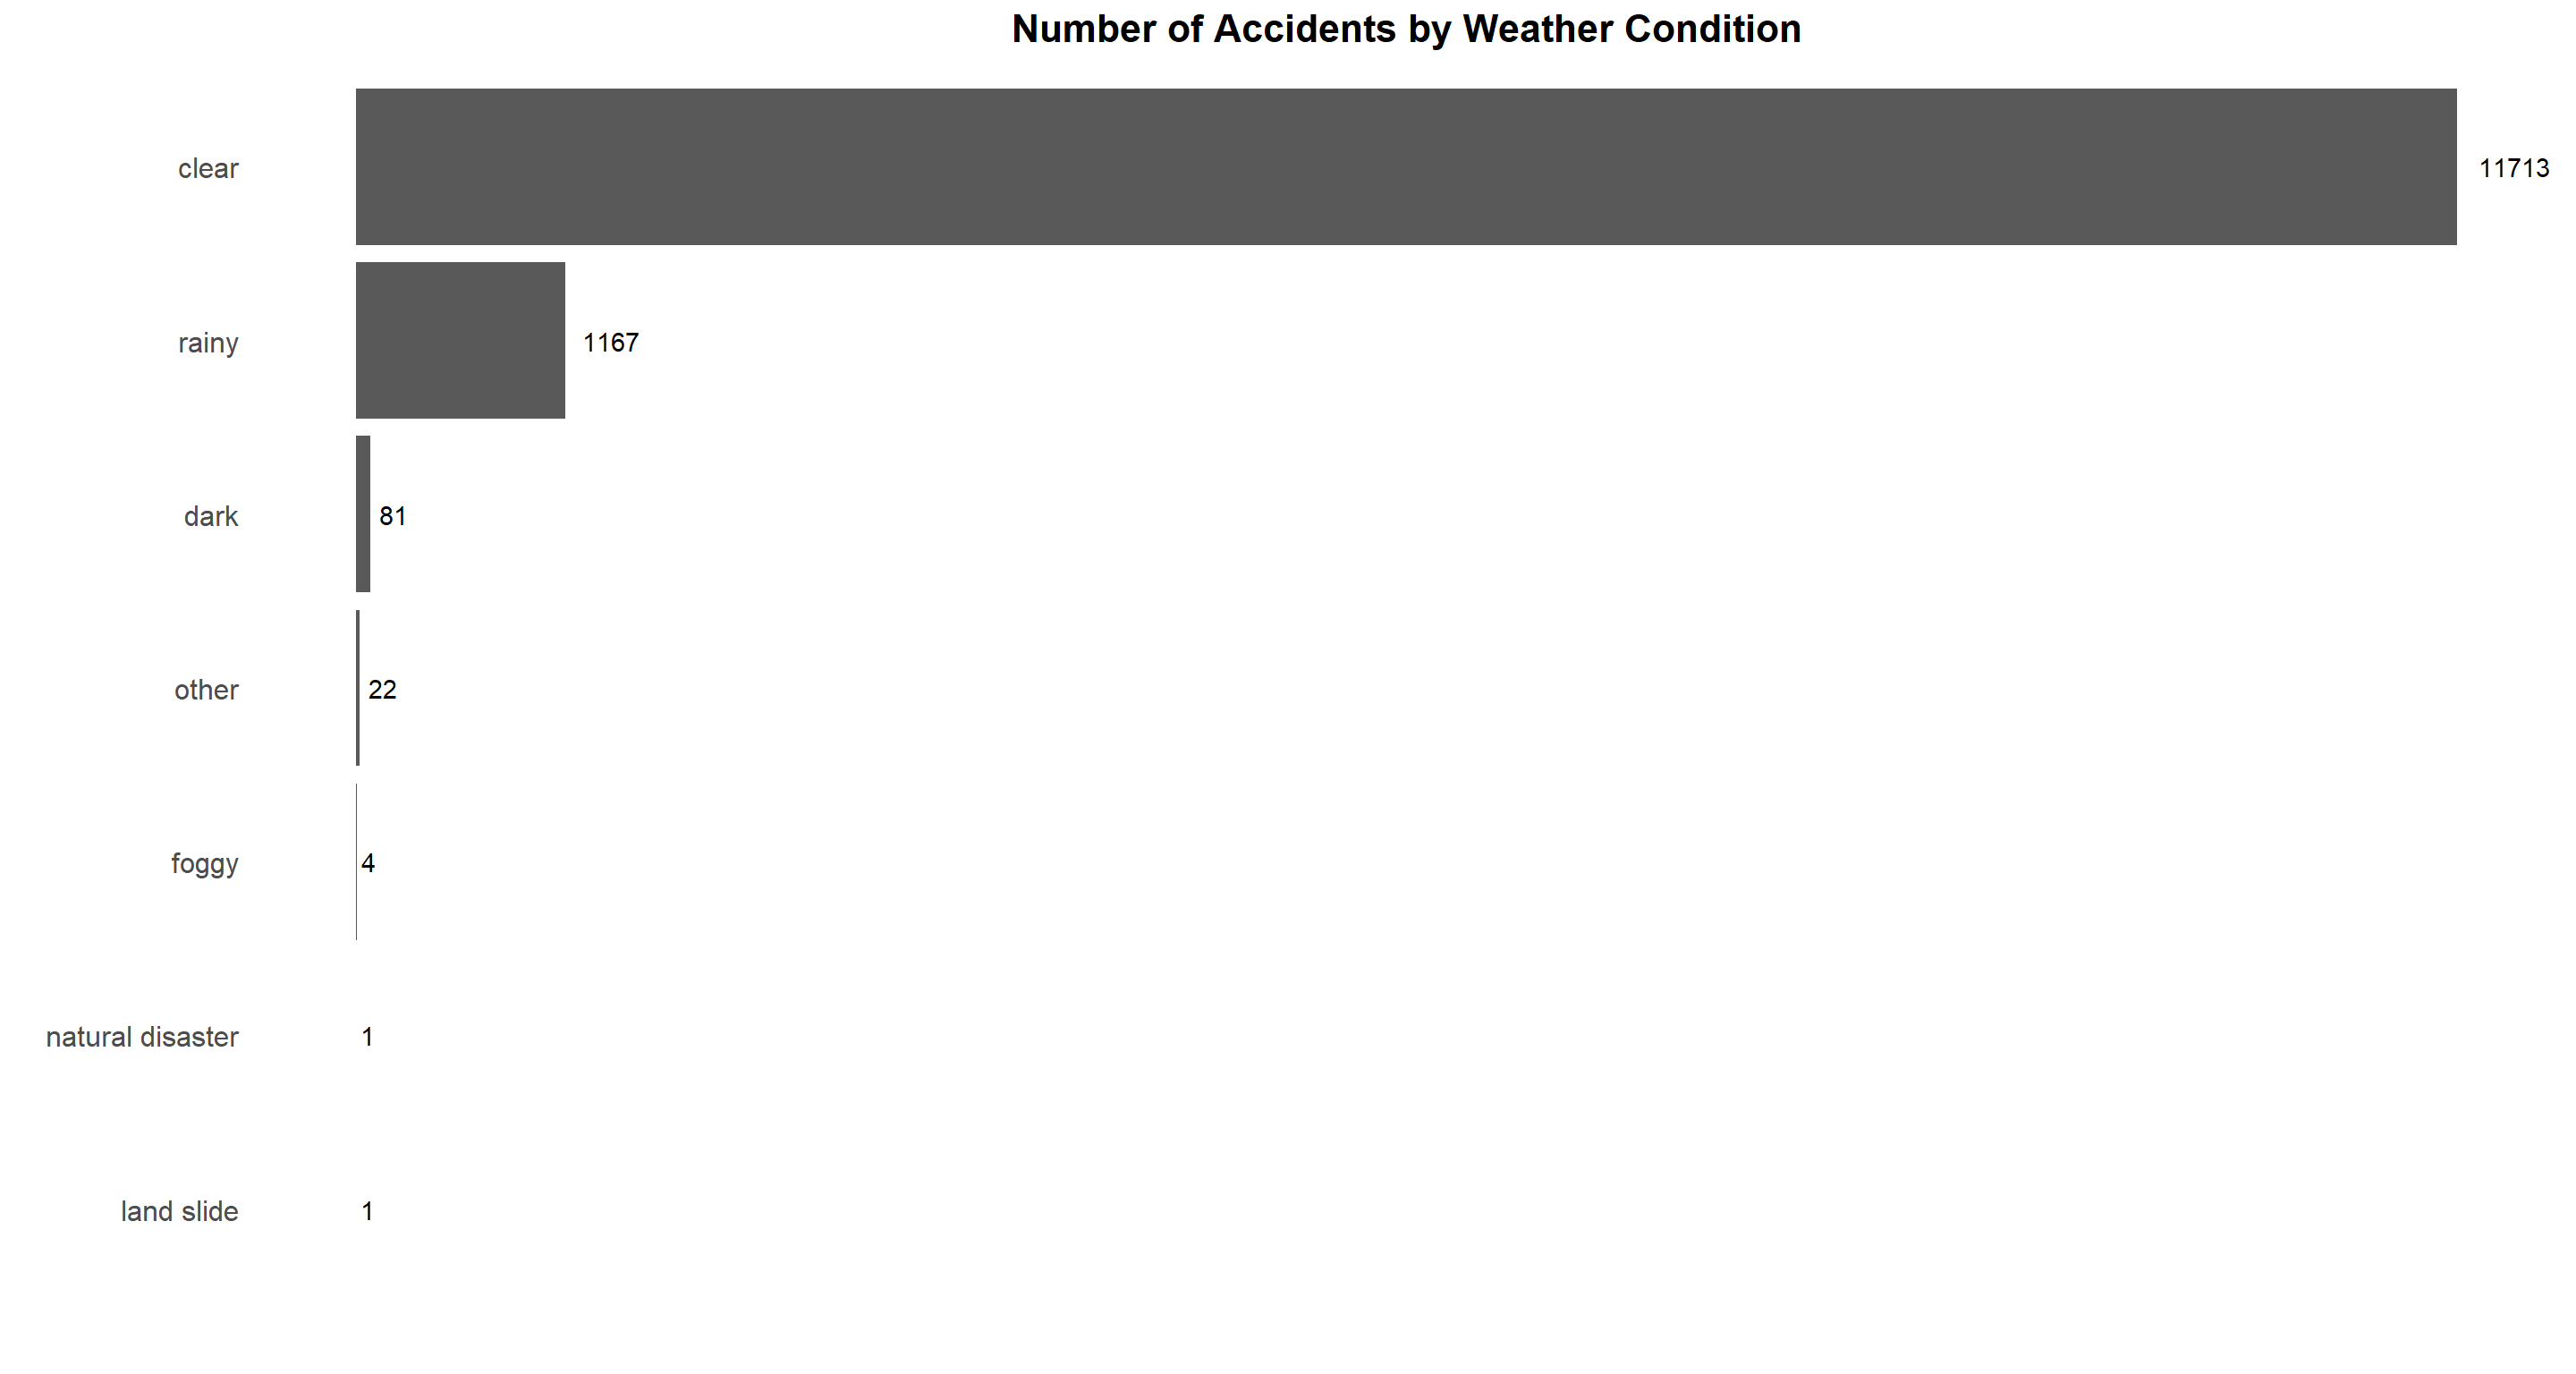 Number of Accidents by Weather Condition
clear 11713
rainy 1167
dark 81
other 22
foggy 4
natural disaster 1
land slide 1